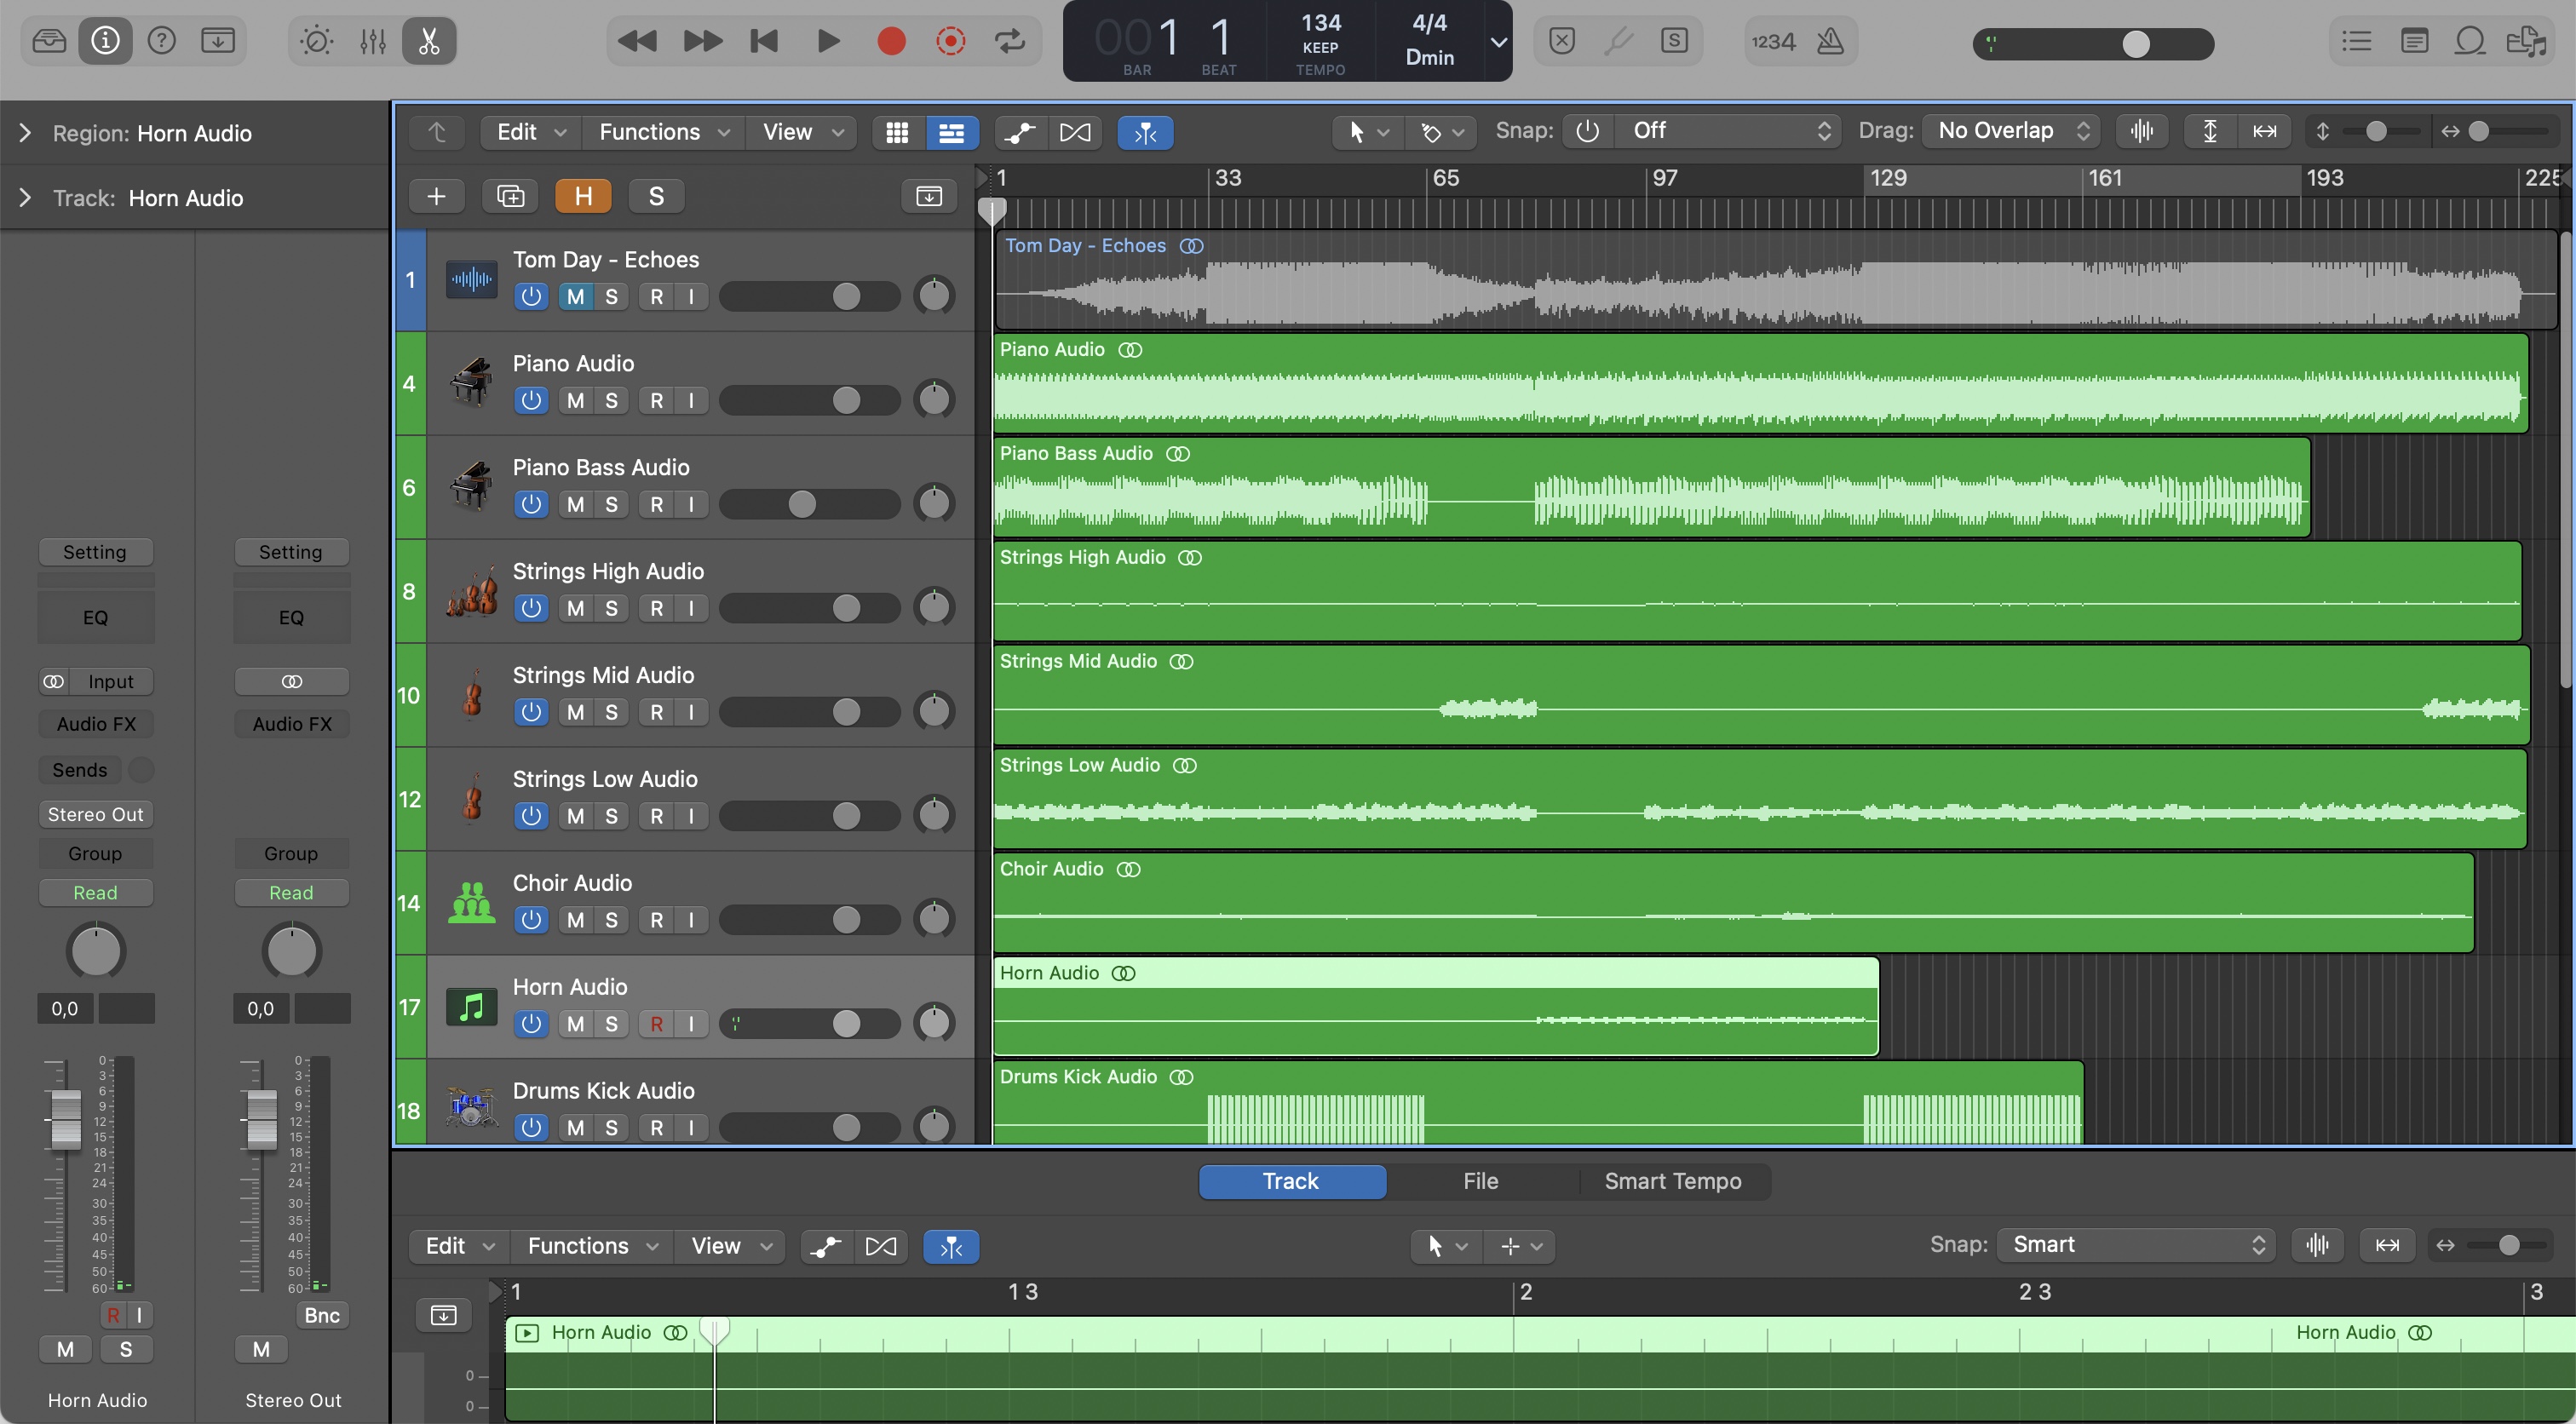 001 1
BAR BEAT
134
KEEP
TEMPO
4/4
Dmin
S
1234
Region: Horn Audio
Track: Horn Audio
Edit Functions View
Snap: Off
Drag: No Overlap
H S
1 33 65 97 129 161 193 225
1
Tom Day - Echoes
M S R I
Tom Day - Echoes
4
Piano Audio
M S R I
Piano Audio
6
Piano Bass Audio
M S R I
Piano Bass Audio
8
Strings High Audio
M S R I
Strings High Audio
10
Strings Mid Audio
M S R I
Strings Mid Audio
12
Strings Low Audio
M S R I
Strings Low Audio
14
Choir Audio
M S R I
Choir Audio
17
Horn Audio
M S R I
Horn Audio
18
Drums Kick Audio
M S R I
Drums Kick Audio
Setting Setting
EQ EQ
Input
Audio FX Audio FX
Sends
Stereo Out
Group Group
Read Read
0,0 0,0
0 0
3 3
6 6
9 9
12 12
15 15
18 18
21 21
24 24
30 30
35 35
40 40
45 45
50 50
60 60
R I Bnc
M S M
Horn Audio Stereo Out
Track File Smart Tempo
Edit Functions View
Snap: Smart
1 1 3 2 2 3 3
Horn Audio Horn Audio
0
0